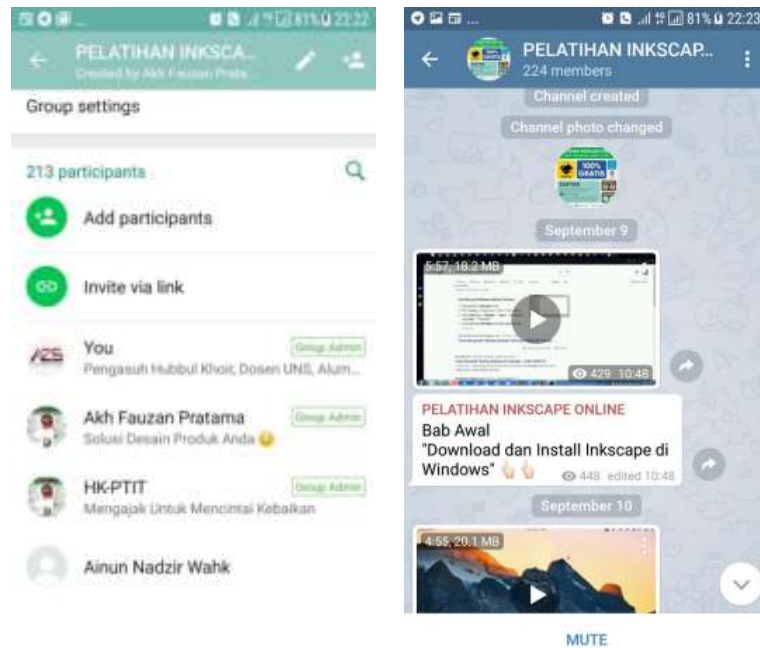 81% 22:22
PELATIHAN INKSCA...
Created by Akh Fauzan Prata...
Group settings
213 participants
Add participants
Invite via link
You
Group Admin
Pengasuh Hubbul Khoir, Dosen UNS, Alum...
Akh Fauzan Pratama
Group Admin
Solusi Desain Produk Anda 😊
HK-PTIT
Group Admin
Mengajak Untuk Mencintai Kebaikan
Ainun Nadzir Wahk
... 81% 22:23
PELATIHAN INKSCAP...
224 members
Channel created
Channel photo changed
100%
GRATIS
September 9
5:57, 18.2 MB
429 10:48
PELATIHAN INKSCAPE ONLINE
Bab Awal
"Download dan Install Inkscape di
Windows" 👆🏻 👆🏻
448 edited 10:48
September 10
4:55, 20.1 MB
MUTE